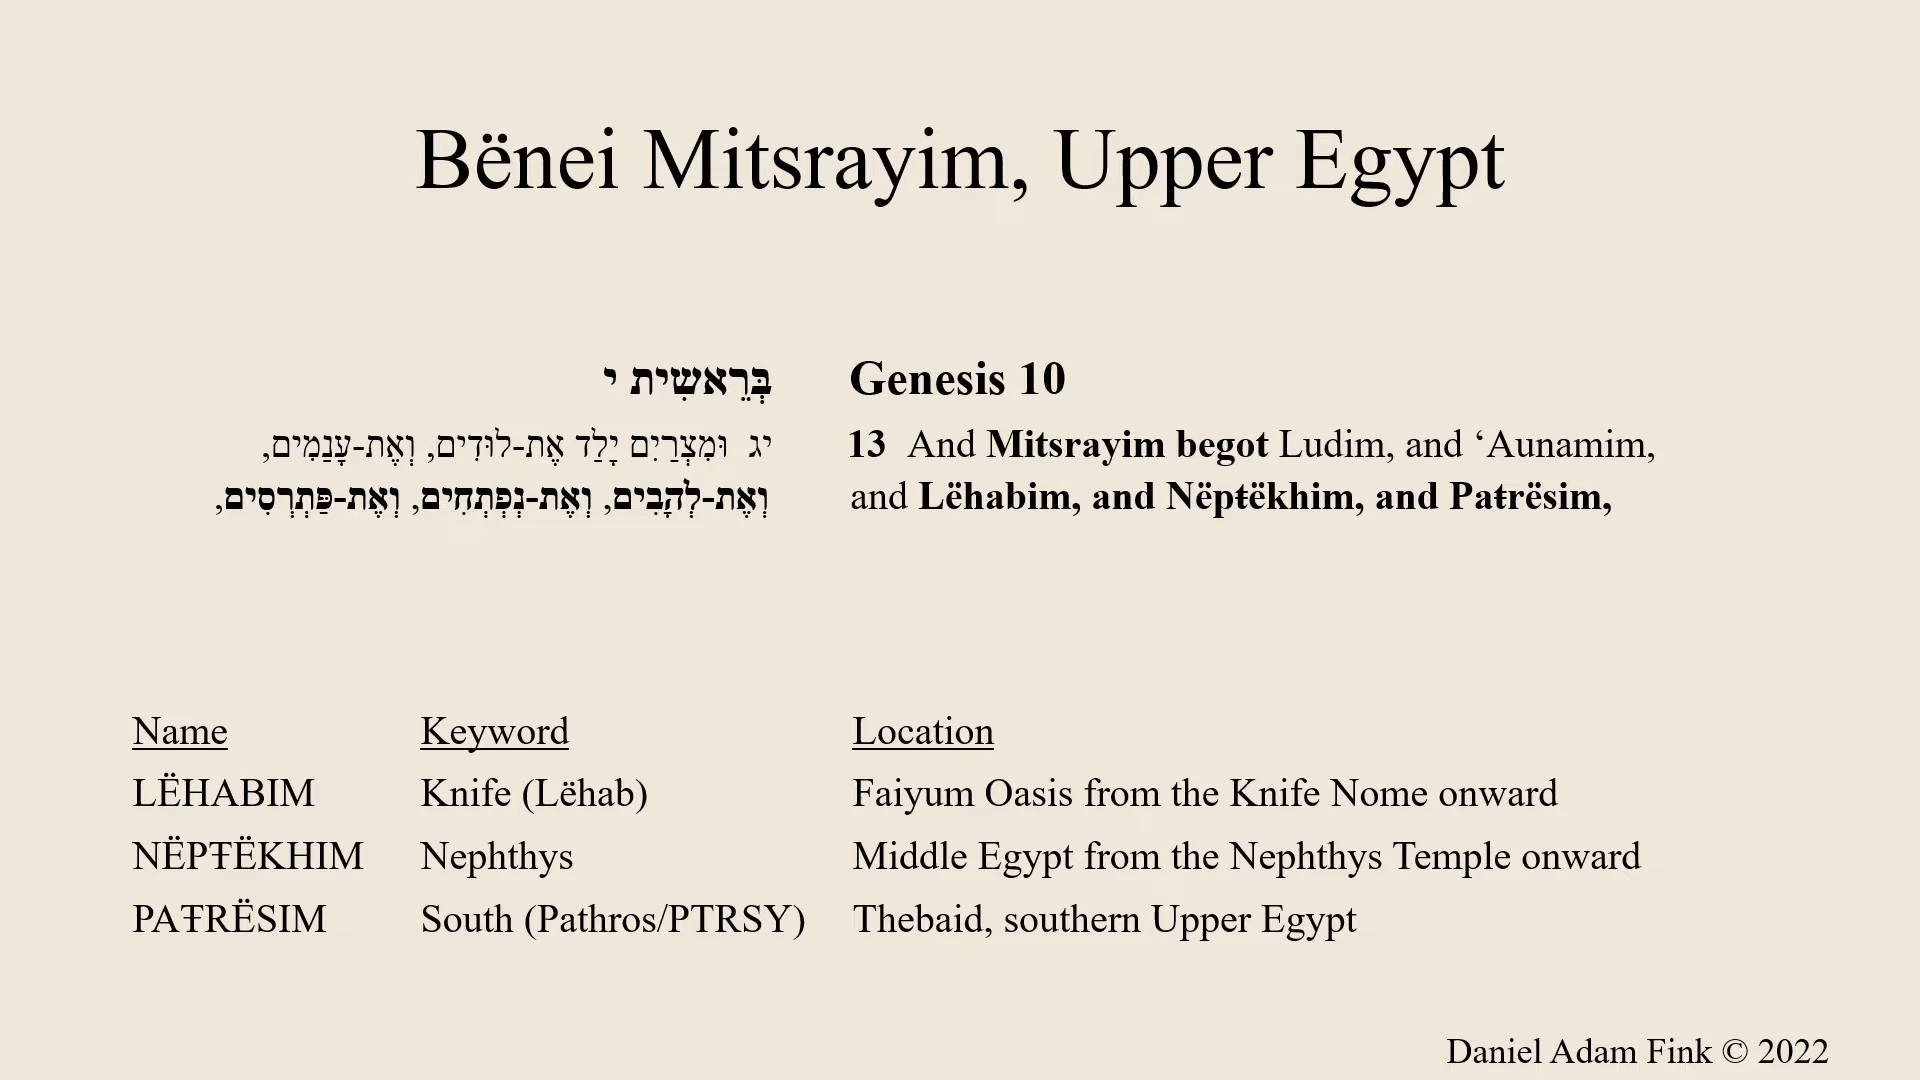 Bënei Mitsrayim, Upper Egypt
בְּרֵאשִׁית י
יג  וּמִצְרַיִם יָלַד אֶת-לוּדִים, וְאֶת-עֲנָמִים,
וְאֶת-לְהָבִים, וְאֶת-נְפְתְּחִים, וְאֶת-פַּתְרְסִים,
Genesis 10
13  And Mitsrayim begot Ludim, and ‘Aunamim,
and Lëhabim, and Nëpŧëkhim, and Paŧrësim,
Name Keyword Location
LËHABIM Knife (Lëhab) Faiyum Oasis from the Knife Nome onward
NËPŦËKHIM Nephthys Middle Egypt from the Nephthys Temple onward
PAŦRËSIM South (Pathros/PTRSY) Thebaid, southern Upper Egypt
Daniel Adam Fink © 2022